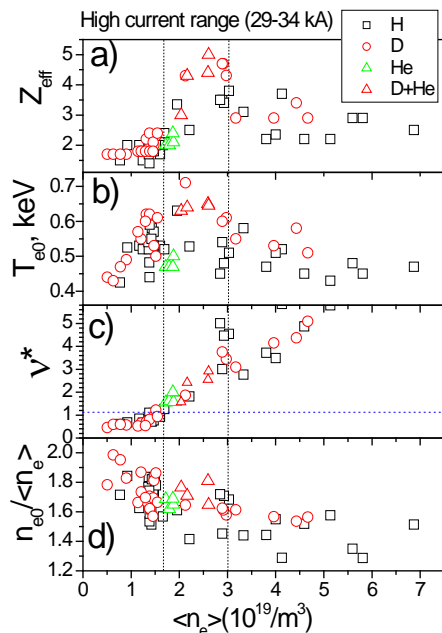 High current range (29-34 kA)
H
D
He
D+He
a)
Z_eff
5
4
3
2
b)
T_e0, keV
0.7
0.6
0.5
0.4
c)
ν*
5
4
3
2
1
0
d)
n_e0/<n_e>
2.0
1.8
1.6
1.4
1.2
0 1 2 3 4 5 6 7
<n_e>(10^19/m^3)